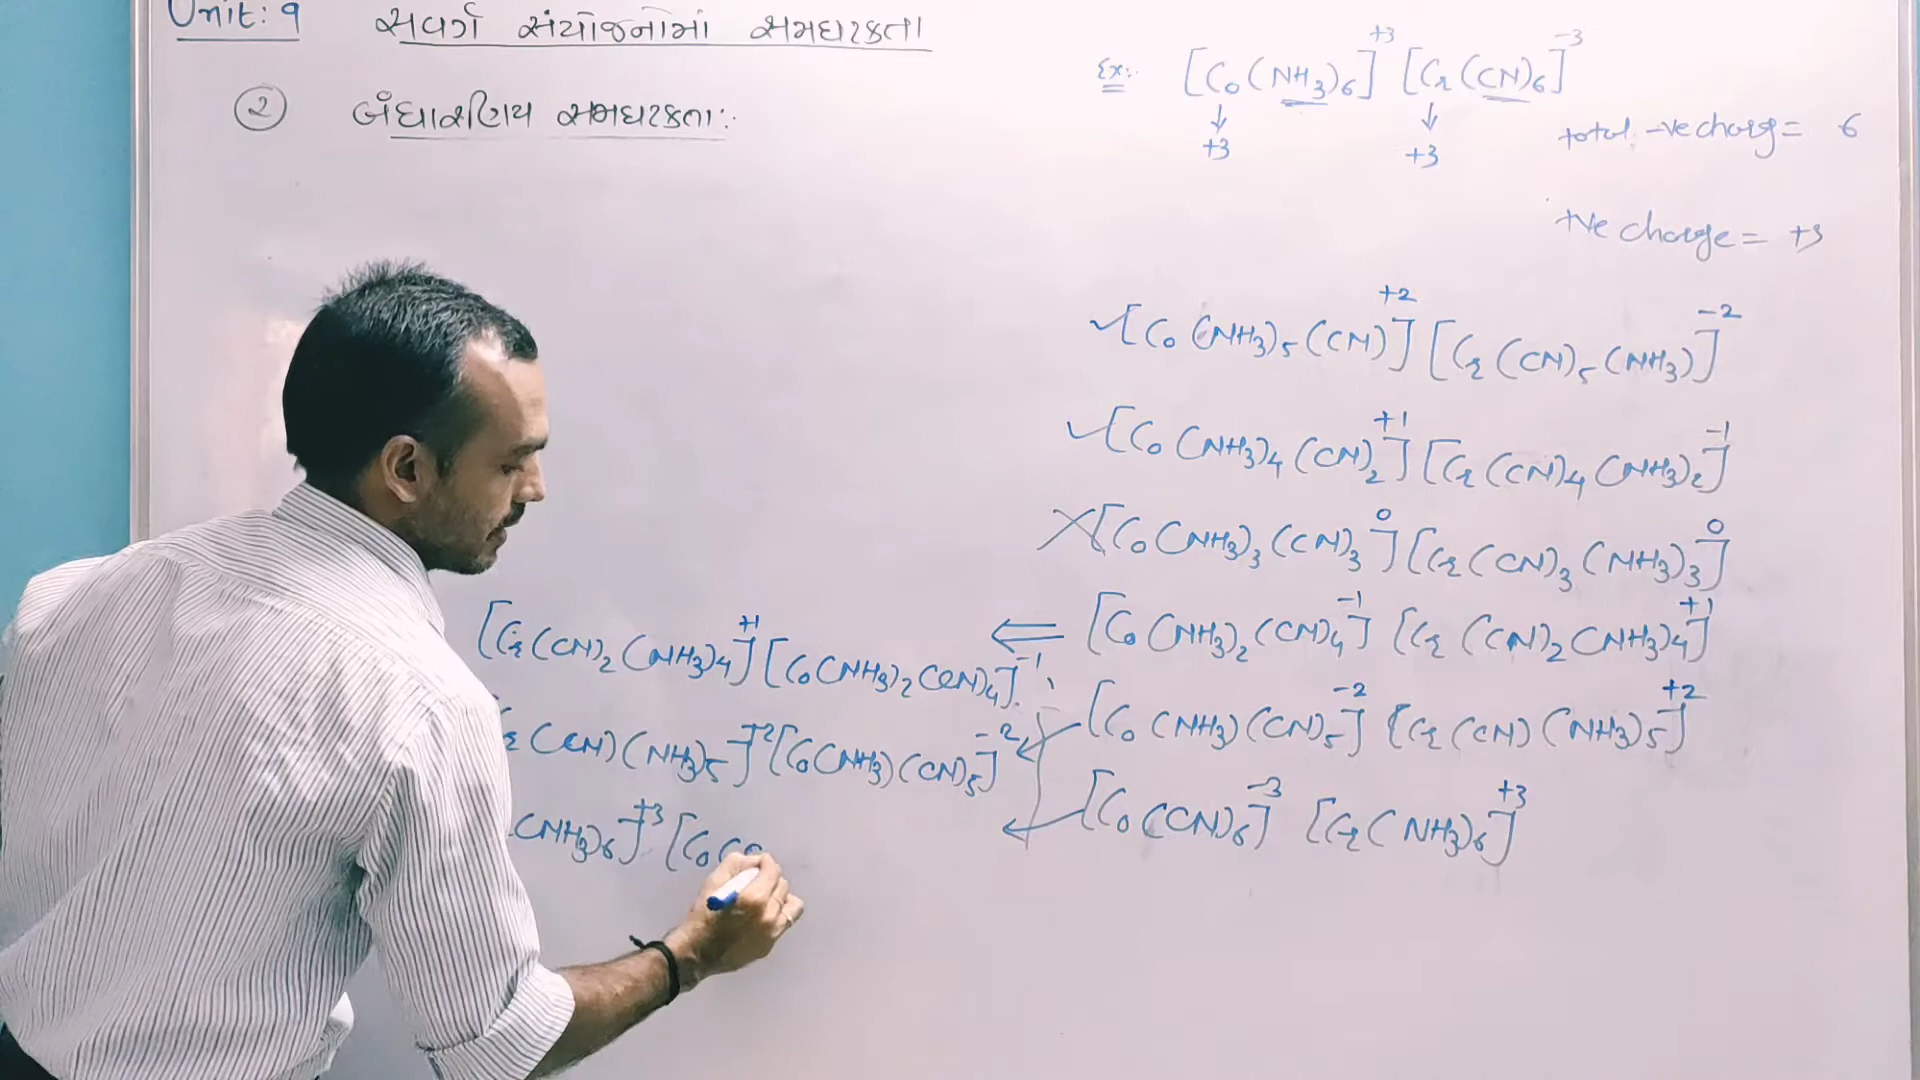 Unit: 9 સવર્ગ સંયોજનોમાં સમઘટકતા
② બંધારણિય સમઘટકતા:-
Ex:- [Co(NH₃)₆]⁺³ [Cr(CN)₆]⁻³
↓ ↓
+3 +3
total -ve charg = 6
+ve charge = +3
✓[Co(NH₃)₅(CN)]⁺² [Cr(CN)₅(NH₃)]⁻²
✓[Co(NH₃)₄(CN)₂]⁺¹ [Cr(CN)₄(NH₃)₂]⁻¹
X[Co(NH₃)₃(CN)₃]⁰ [Cr(CN)₃(NH₃)₃]⁰
[Co(NH₃)₂(CN)₄]⁻¹ [Cr(CN)₂(NH₃)₄]⁺¹
[Co(NH₃)(CN)₅]⁻² [Cr(CN)(NH₃)₅]⁺²
[Co(CN)₆]⁻³ [Cr(NH₃)₆]⁺³
[Cr(CN)₂(NH₃)₄]⁺¹ [Co(NH₃)₂(CN)₄]⁻¹ ⇐
(CN)(NH₃)₅]⁺² [Co(NH₃)(CN)₅]⁻²
(NH₃)₆]⁺³ [Co(